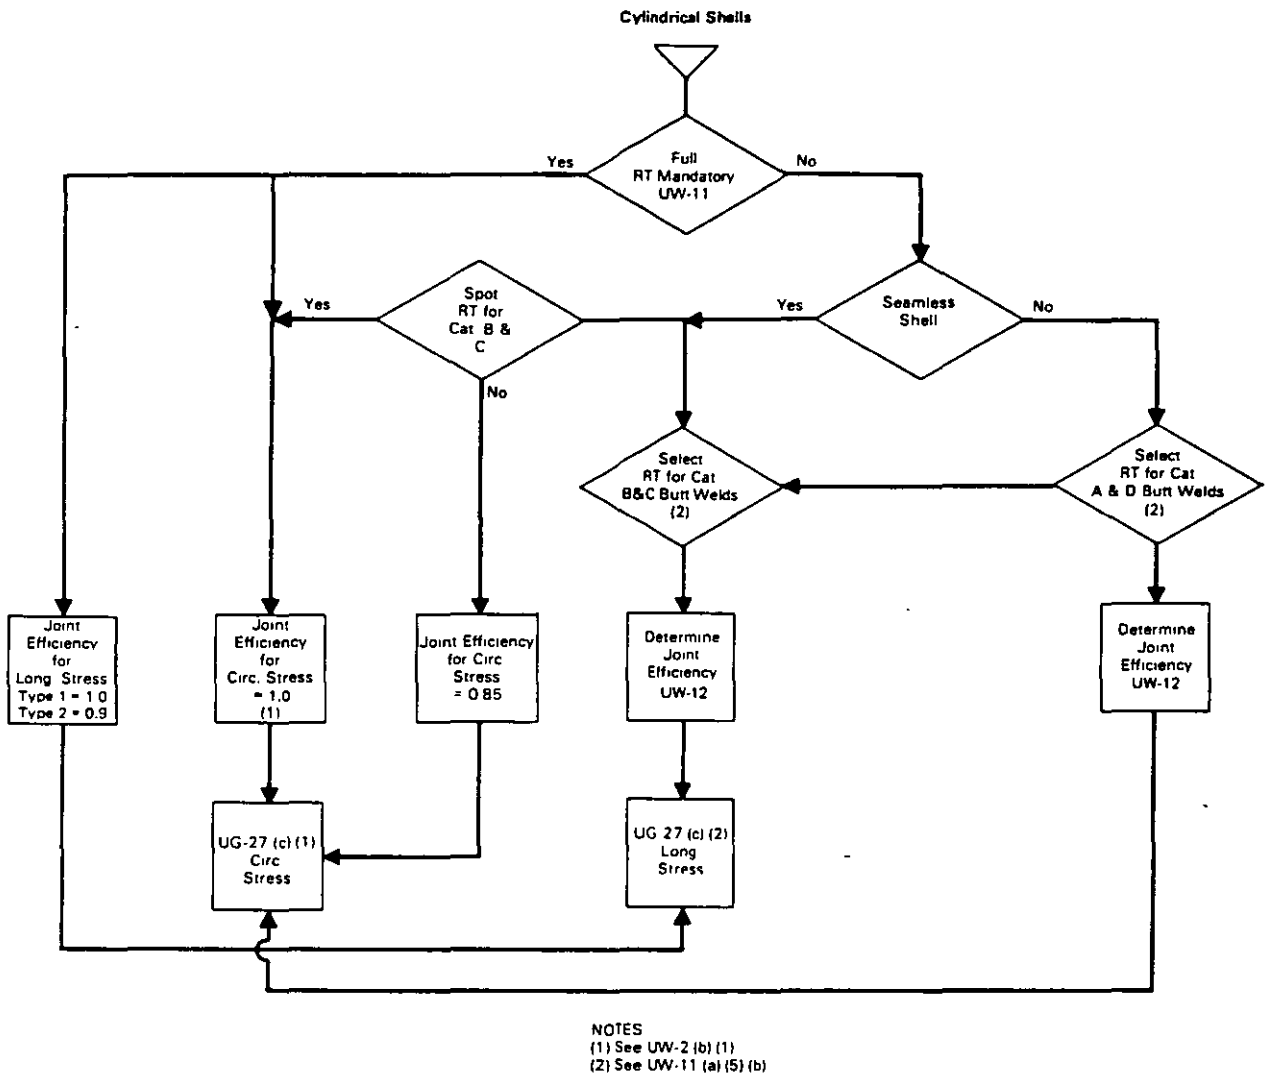 Cylindrical Shells
Full
RT Mandatory
UW-11
Yes
No
Spot
RT for
Cat B &
C
Yes
No
Seamless
Shell
Yes
No
Select
RT for Cat
B&C Butt Welds
(2)
Select
RT for Cat
A & D Butt Welds
(2)
Joint
Efficiency
for
Long Stress
Type 1 = 1 0
Type 2 = 0.9
Joint
Efficiency
for
Circ. Stress
= 1.0
(1)
Joint Efficiency
for Circ
Stress
= 0 85
Determine
Joint
Efficiency
UW-12
Determine
Joint
Efficiency
UW-12
UG-27 (c) (1)
Circ
Stress
UG 27 (c) (2)
Long
Stress
NOTES
(1) See UW-2 (b) (1)
(2) See UW-11 (a) (5) (b)